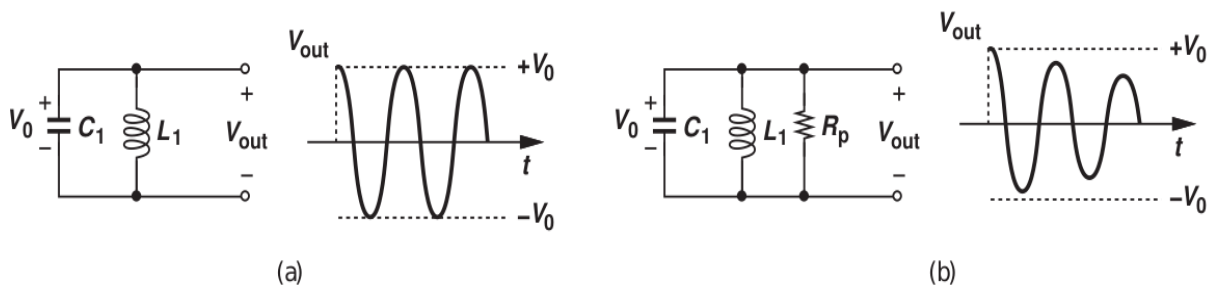 V_out
+V_0
+
V_0
C_1
−
L_1
+
V_out
−
t
−V_0
(a)
V_out
+V_0
+
V_0
C_1
−
L_1
R_p
+
V_out
−
t
−V_0
(b)